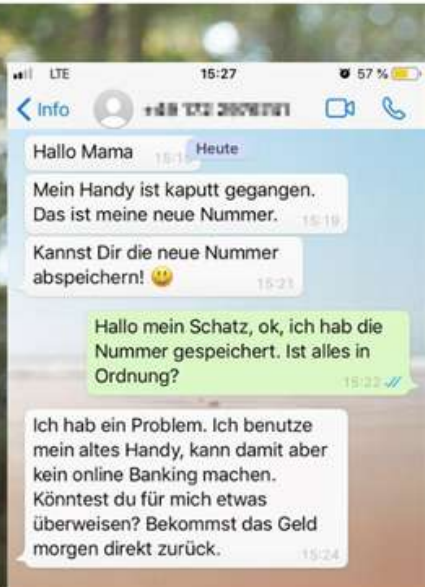 LTE 15:27 57 %
Info
Hallo Mama
Heute
Mein Handy ist kaputt gegangen.
Das ist meine neue Nummer. 15:19
Kannst Dir die neue Nummer
abspeichern! 😃 15:21
Hallo mein Schatz, ok, ich hab die
Nummer gespeichert. Ist alles in
Ordnung? 15:22
Ich hab ein Problem. Ich benutze
mein altes Handy, kann damit aber
kein online Banking machen.
Könntest du für mich etwas
überweisen? Bekommst das Geld
morgen direkt zurück. 15:24